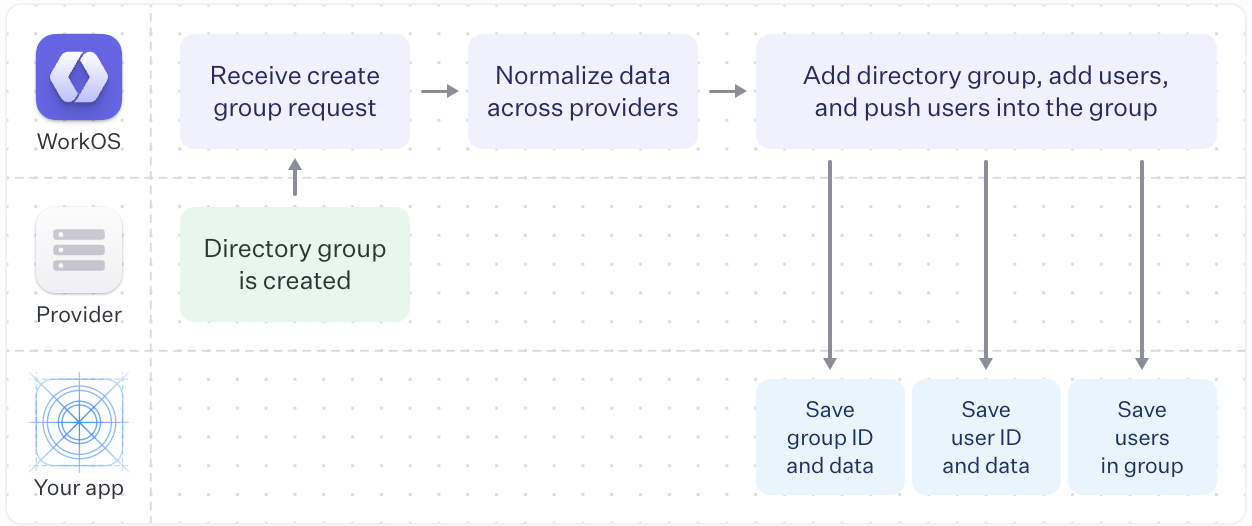 WorkOS
Receive create
group request
Normalize data
across providers
Add directory group, add users,
and push users into the group
Provider
Directory group
is created
Your app
Save
group ID
and data
Save
user ID
and data
Save
users
in group